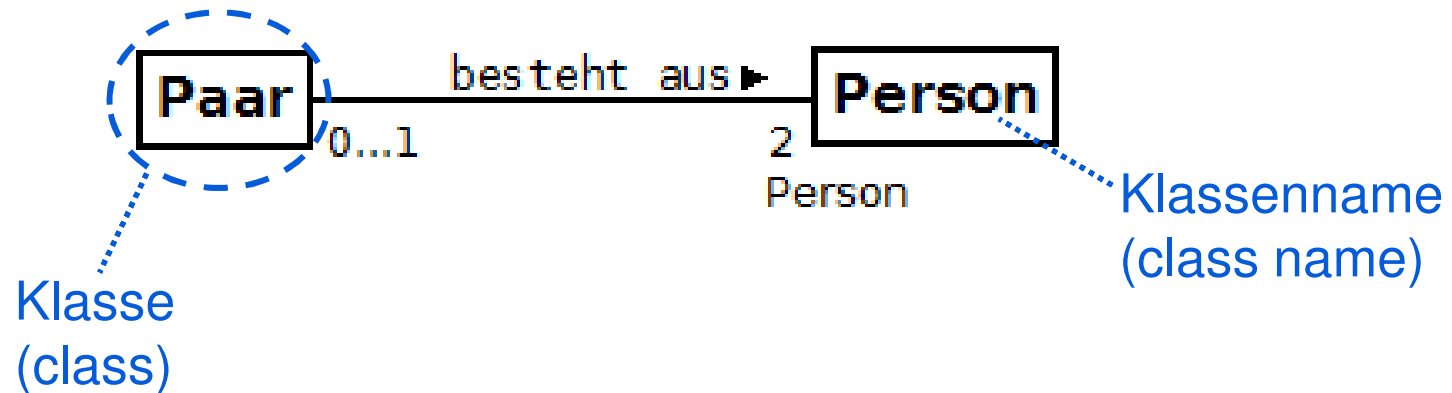 Paar
besteht aus
Person
0...1
2
Person
Klassenname
(class name)
Klasse
(class)